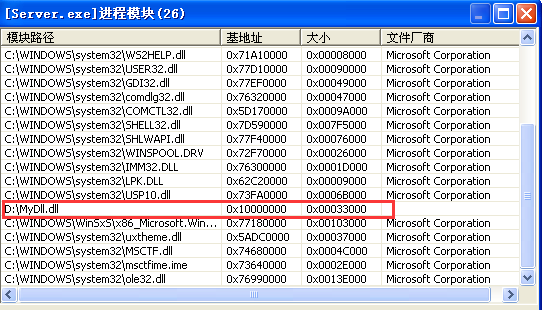 [Server.exe]进程模块(26)
模块路径 基地址 大小 文件厂商
C:\WINDOWS\system32\WS2HELP.dll 0x71A10000 0x00008000 Microsoft Corporation
C:\WINDOWS\system32\USER32.dll 0x77D10000 0x00090000 Microsoft Corporation
C:\WINDOWS\system32\GDI32.dll 0x77EF0000 0x00049000 Microsoft Corporation
C:\WINDOWS\system32\comdlg32.dll 0x76320000 0x00047000 Microsoft Corporation
C:\WINDOWS\system32\COMCTL32.dll 0x5D170000 0x0009A000 Microsoft Corporation
C:\WINDOWS\system32\SHELL32.dll 0x7D590000 0x007F5000 Microsoft Corporation
C:\WINDOWS\system32\SHLWAPI.dll 0x77F40000 0x00076000 Microsoft Corporation
C:\WINDOWS\system32\WINSPOOL.DRV 0x72F70000 0x00026000 Microsoft Corporation
C:\WINDOWS\system32\IMM32.DLL 0x76300000 0x0001D000 Microsoft Corporation
C:\WINDOWS\system32\LPK.DLL 0x62C20000 0x00009000 Microsoft Corporation
C:\WINDOWS\system32\USP10.dll 0x73FA0000 0x0006B000 Microsoft Corporation
D:\MyDll.dll 0x10000000 0x00033000
C:\WINDOWS\WinSxS\x86_Microsoft.Win... 0x77180000 0x00103000 Microsoft Corporation
C:\WINDOWS\system32\uxtheme.dll 0x5ADC0000 0x00037000 Microsoft Corporation
C:\WINDOWS\system32\MSCTF.dll 0x74680000 0x0004C000 Microsoft Corporation
C:\WINDOWS\system32\msctfime.ime 0x73640000 0x0002E000 Microsoft Corporation
C:\WINDOWS\system32\ole32.dll 0x76990000 0x0013E000 Microsoft Corporation